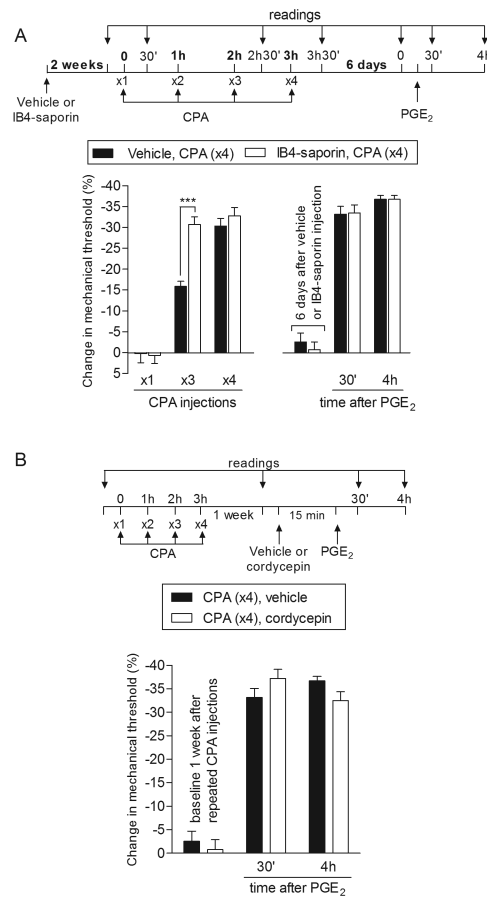 A
readings
0 30' 1h 2h 2h30' 3h 3h30' 0 30' 4h
2 weeks 6 days
x1 x2 x3 x4
Vehicle or
IB4-saporin
CPA
PGE2
Vehicle, CPA (x4) IB4-saporin, CPA (x4)
Change in mechanical threshold (%)
-40
-35
-30
-25
-20
-15
-10
-5
0
5
***
6 days after vehicle
or IB4-saporin injection
x1 x3 x4 30' 4h
CPA injections time after PGE2
B
readings
0 1h 2h 3h 30' 4h
x1 x2 x3 x4 1 week 15 min
CPA
Vehicle or
cordycepin
PGE2
CPA (x4), vehicle
CPA (x4), cordycepin
Change in mechanical threshold (%)
-40
-35
-30
-25
-20
-15
-10
-5
0
baseline 1 week after
repeated CPA injections
30' 4h
time after PGE2